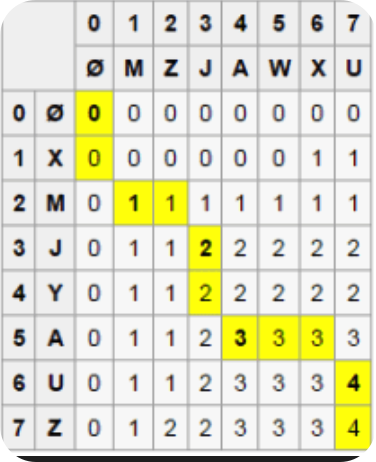 0 1 2 3 4 5 6 7
Ø M Z J A W X U
0 Ø 0 0 0 0 0 0 0 0
1 X 0 0 0 0 0 0 1 1
2 M 0 1 1 1 1 1 1 1
3 J 0 1 1 2 2 2 2 2
4 Y 0 1 1 2 2 2 2 2
5 A 0 1 1 2 3 3 3 3
6 U 0 1 1 2 3 3 3 4
7 Z 0 1 2 2 3 3 3 4